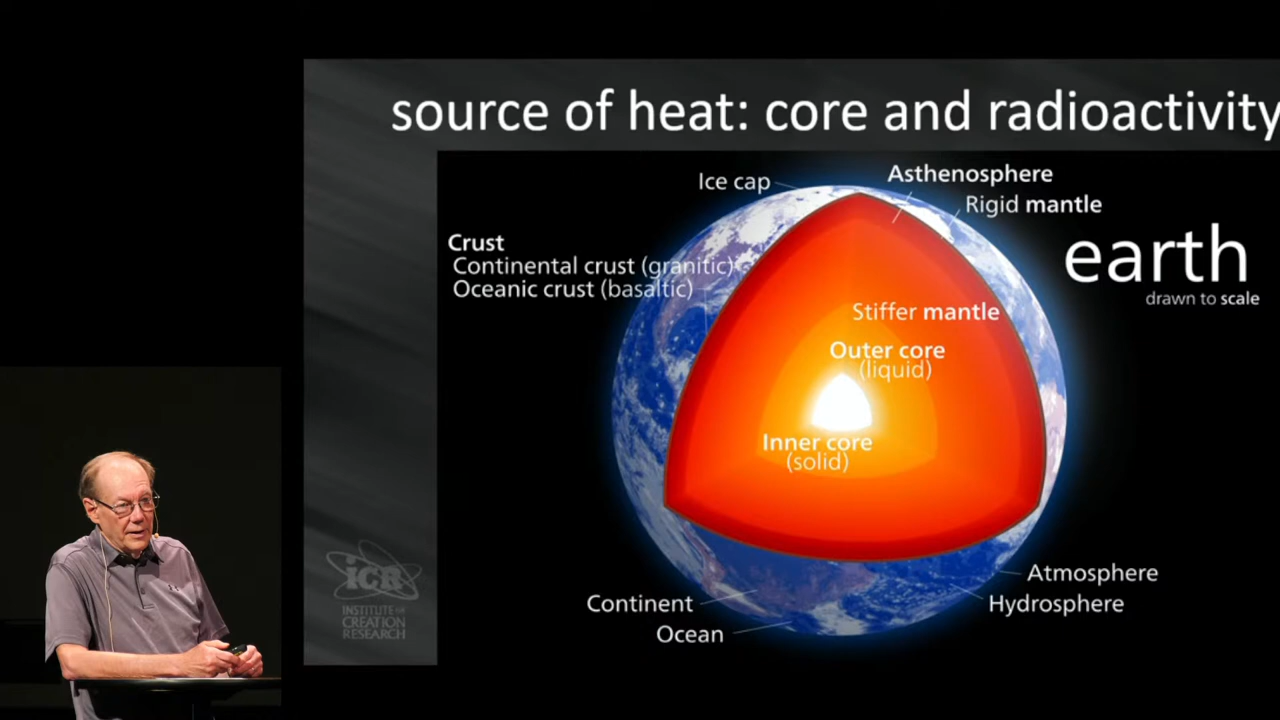 source of heat: core and radioactivity
Ice cap
Asthenosphere
Rigid mantle
Crust
Continental crust (granitic)
Oceanic crust (basaltic)
earth
drawn to scale
Stiffer mantle
Outer core
(liquid)
Inner core
(solid)
Atmosphere
Hydrosphere
Continent
Ocean
iCR
INSTITUTE FOR
CREATION
RESEARCH